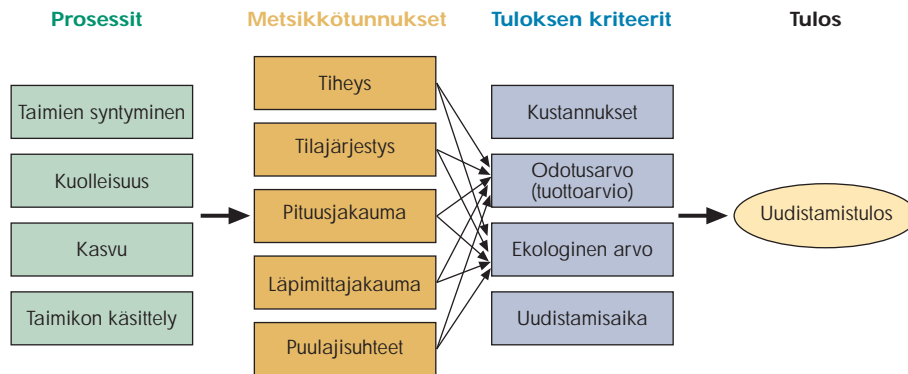 Prosessit
Metsikkötunnukset
Tuloksen kriteerit
Tulos
Taimien syntyminen
Kuolleisuus
Kasvu
Taimikon käsittely
Tiheys
Tilajärjestys
Pituusjakauma
Läpimittajakauma
Puulajisuhteet
Kustannukset
Odotusarvo
(tuottoarvio)
Ekologinen arvo
Uudistamisaika
Uudistamistulos